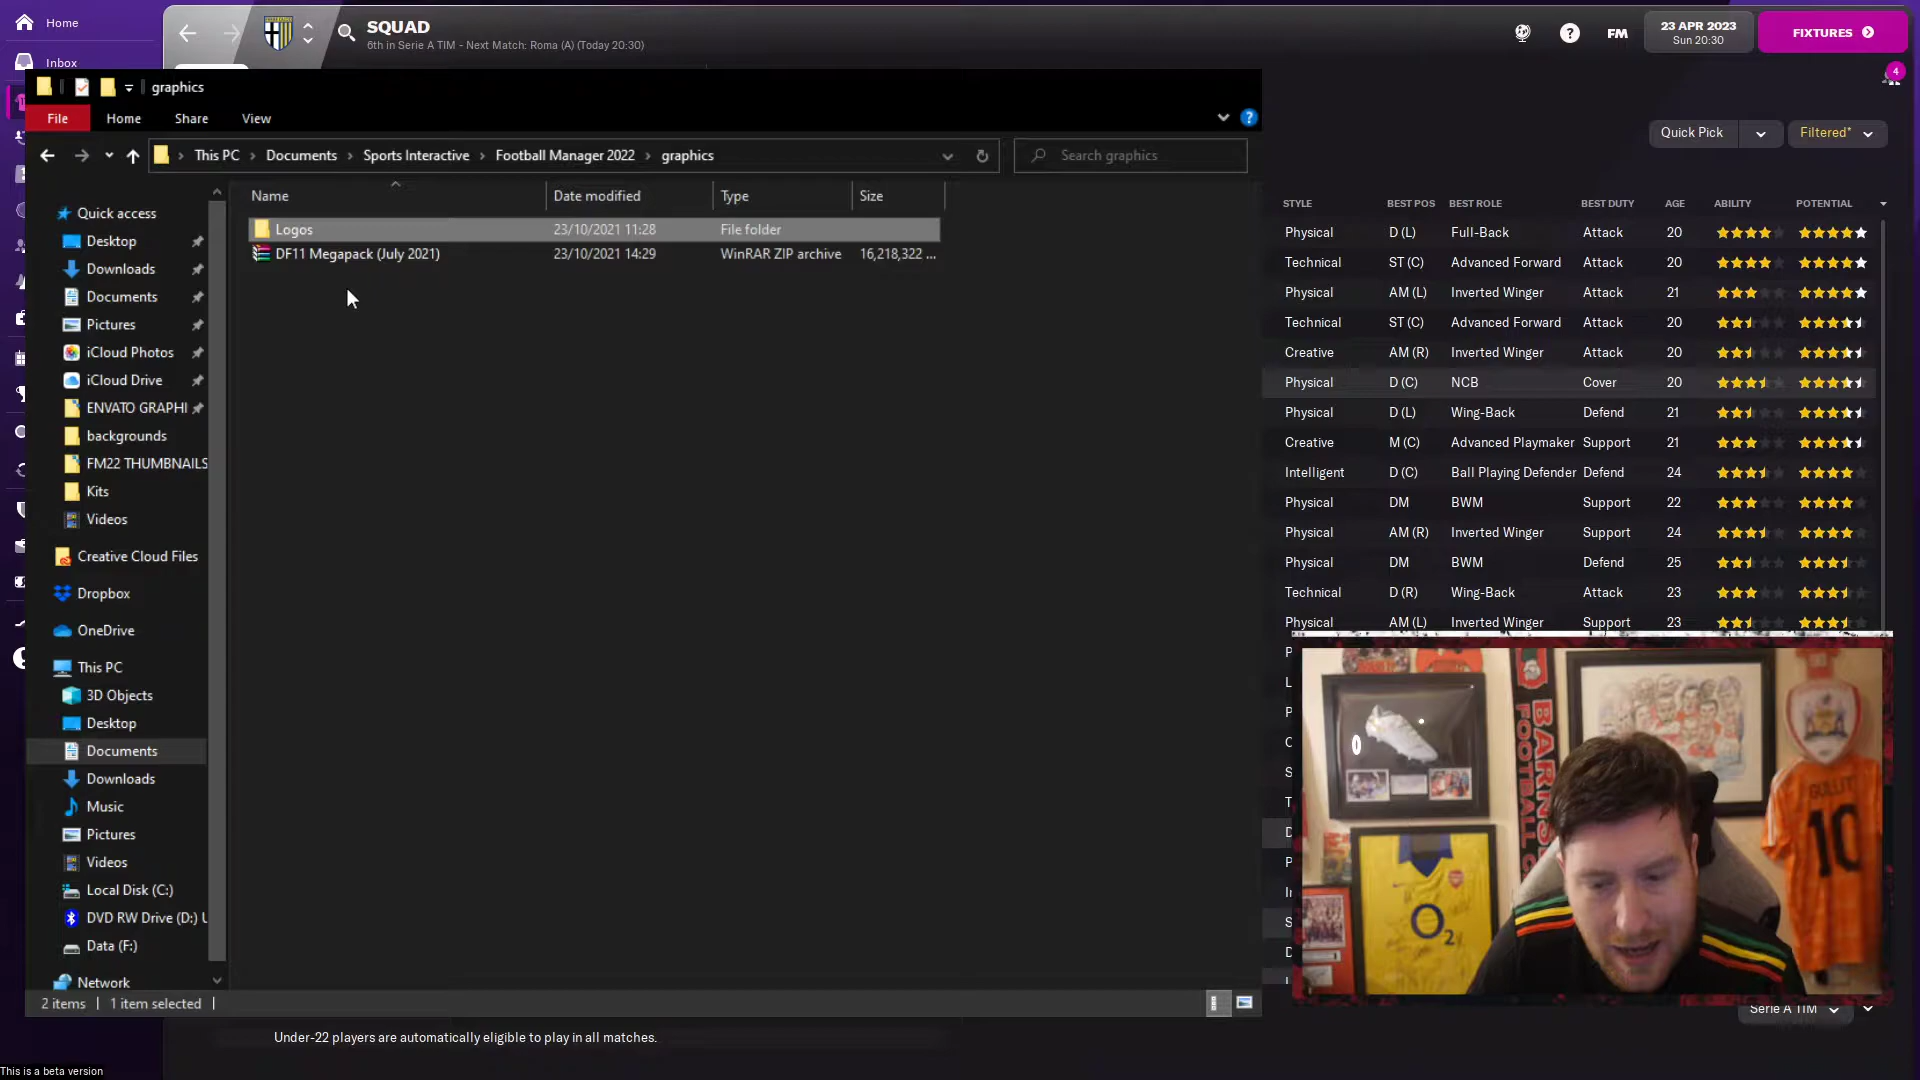 Home
SQUAD
6th in Serie A TIM - Next Match: Roma (A) (Today 20:30)
FM
23 APR 2023
Sun 20:30
FIXTURES
Inbox
4
graphics
File Home Share View
Quick Pick
Filtered*
This PC > Documents > Sports Interactive > Football Manager 2022 > graphics
Search graphics
Name Date modified Type Size
Logos 23/10/2021 11:28 File folder
DF11 Megapack (July 2021) 23/10/2021 14:29 WinRAR ZIP archive 16,218,322 ...
Quick access
Desktop
Downloads
Documents
Pictures
iCloud Photos
iCloud Drive
ENVATO GRAPHI
backgrounds
FM22 THUMBNAILS
Kits
Videos
Creative Cloud Files
Dropbox
OneDrive
This PC
3D Objects
Desktop
Documents
Downloads
Music
Pictures
Videos
Local Disk (C:)
DVD RW Drive (D:) U
Data (F:)
Network
2 items 1 item selected
STYLE BEST POS BEST ROLE BEST DUTY AGE ABILITY POTENTIAL
Physical D (L) Full-Back Attack 20
Technical ST (C) Advanced Forward Attack 20
Physical AM (L) Inverted Winger Attack 21
Technical ST (C) Advanced Forward Attack 20
Creative AM (R) Inverted Winger Attack 20
Physical D (C) NCB Cover 20
Physical D (L) Wing-Back Defend 21
Creative M (C) Advanced Playmaker Support 21
Intelligent D (C) Ball Playing Defender Defend 24
Physical DM BWM Support 22
Physical AM (R) Inverted Winger Support 24
Physical DM BWM Defend 25
Technical D (R) Wing-Back Attack 23
Physical AM (L) Inverted Winger Support 23
BARNS
FOOTBALL C
GULLIT
10
O2
Serie A TIM
Under-22 players are automatically eligible to play in all matches.
This is a beta version